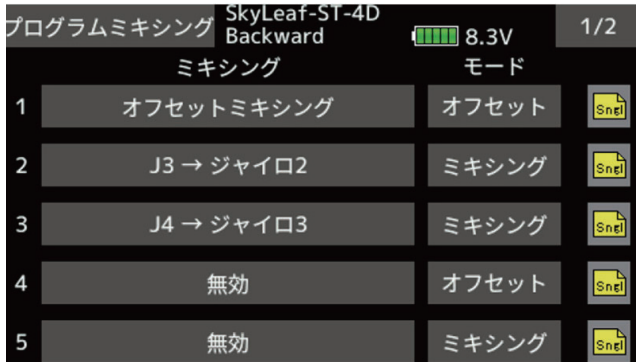 プログラムミキシング SkyLeaf-ST-4D 8.3V 1/2
Backward
ミキシング モード
1 オフセットミキシング オフセット Sngl
2 J3 → ジャイロ2 ミキシング Sngl
3 J4 → ジャイロ3 ミキシング Sngl
4 無効 オフセット Sngl
5 無効 ミキシング Sngl